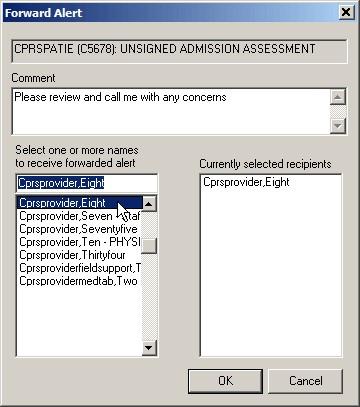 Forward Alert
CPRSPATIE (C5678): UNSIGNED ADMISSION ASSESSMENT
Comment
Please review and call me with any concerns
Select one or more names
to receive forwarded alert
Cprsprovider,Eight
Cprsprovider,Eight
Cprsprovider,Seven
Cprsprovider,Seventyfive
Cprsprovider,Ten - PHYSI
Cprsprovider,Thirtyfour
Cprsproviderfieldsupport,T
Cprsprovidermedtab,Two
Currently selected recipients
Cprsprovider,Eight
OK
Cancel